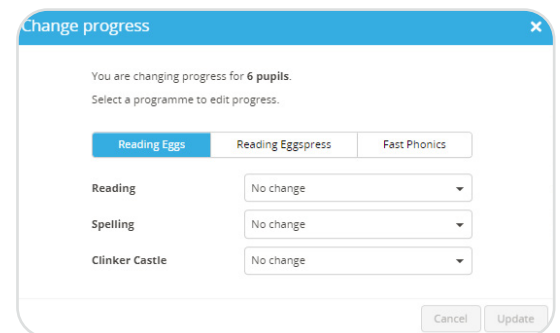 Change progress ×
You are changing progress for 6 pupils.
Select a programme to edit progress.
Reading Eggs Reading Eggspress Fast Phonics
Reading No change
Spelling No change
Clinker Castle No change
Cancel Update